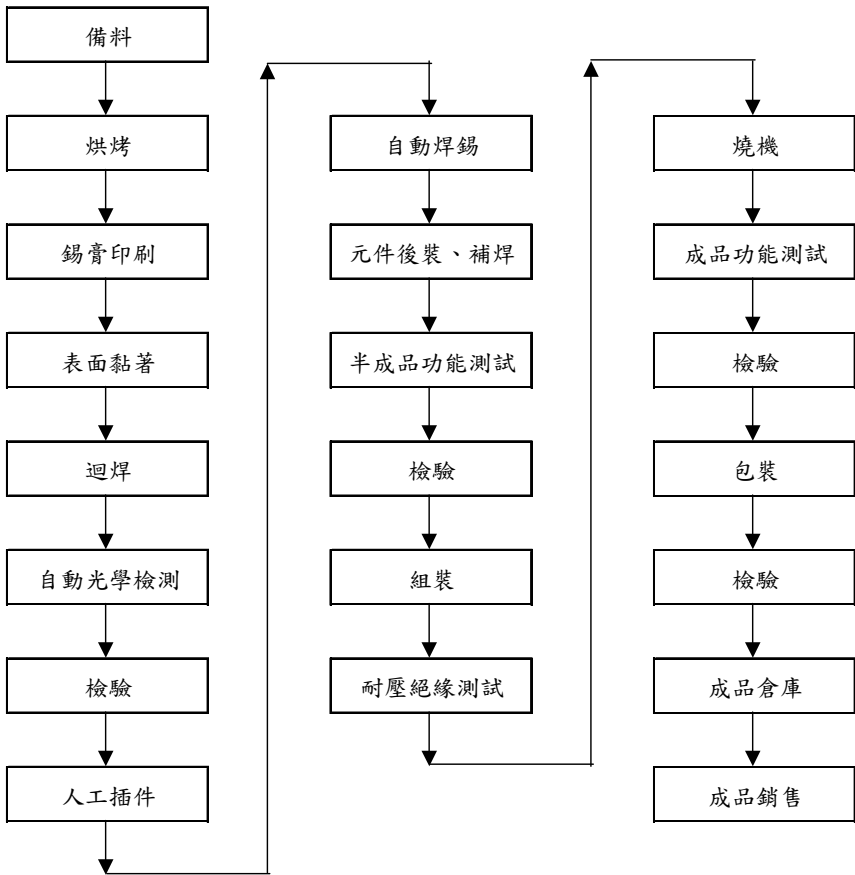 備料
烘烤
錫膏印刷
表面黏著
迴焊
自動光學檢測
檢驗
人工插件
自動焊錫
元件後裝、補焊
半成品功能測試
檢驗
組裝
耐壓絕緣測試
燒機
成品功能測試
檢驗
包裝
檢驗
成品倉庫
成品銷售